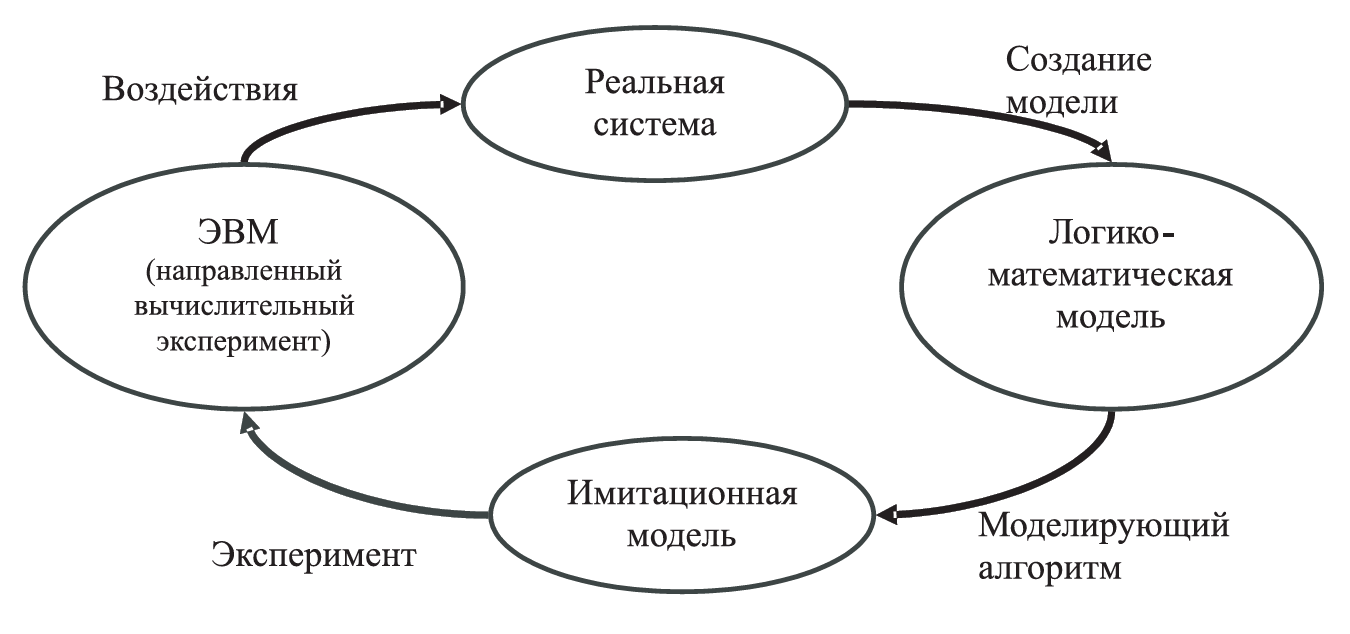 Воздействия
Реальная
система
Создание
модели
ЭВМ
(направленный
вычислительный
эксперимент)
Логико-
математическая
модель
Имитационная
модель
Эксперимент
Моделирующий
алгоритм